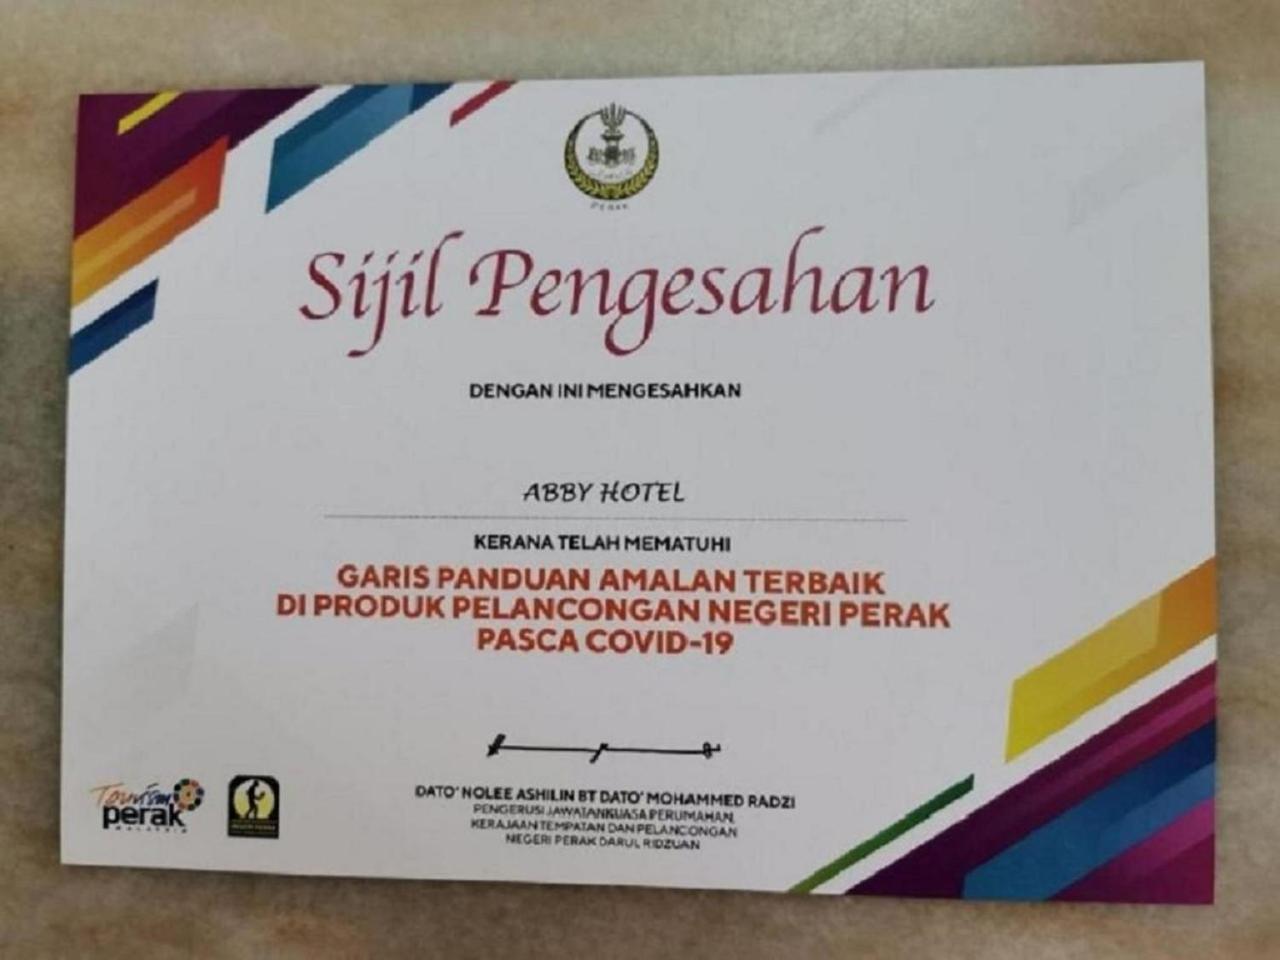 PERAK
Sijil Pengesahan
DENGAN INI MENGESAHKAN
ABBY HOTEL
KERANA TELAH MEMATUHI
GARIS PANDUAN AMALAN TERBAIK
DI PRODUK PELANCONGAN NEGERI PERAK
PASCA COVID-19
DATO' NOLEE ASHILIN BT DATO' MOHAMMED RADZI
PENGERUSI JAWATANKUASA PERUMAHAN,
KERAJAAN TEMPATAN DAN PELANCONGAN
NEGERI PERAK DARUL RIDZUAN
Tourism
perak
MALAYSIA